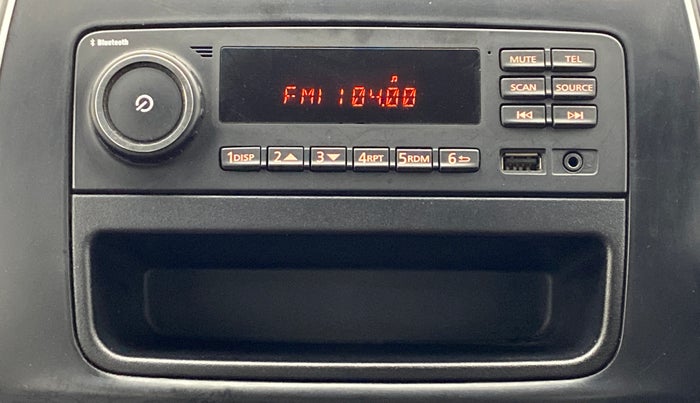 Bluetooth
FM1 104.00
MUTE TEL
SCAN SOURCE
1DISP 2 3 4RPT 5RDM 6